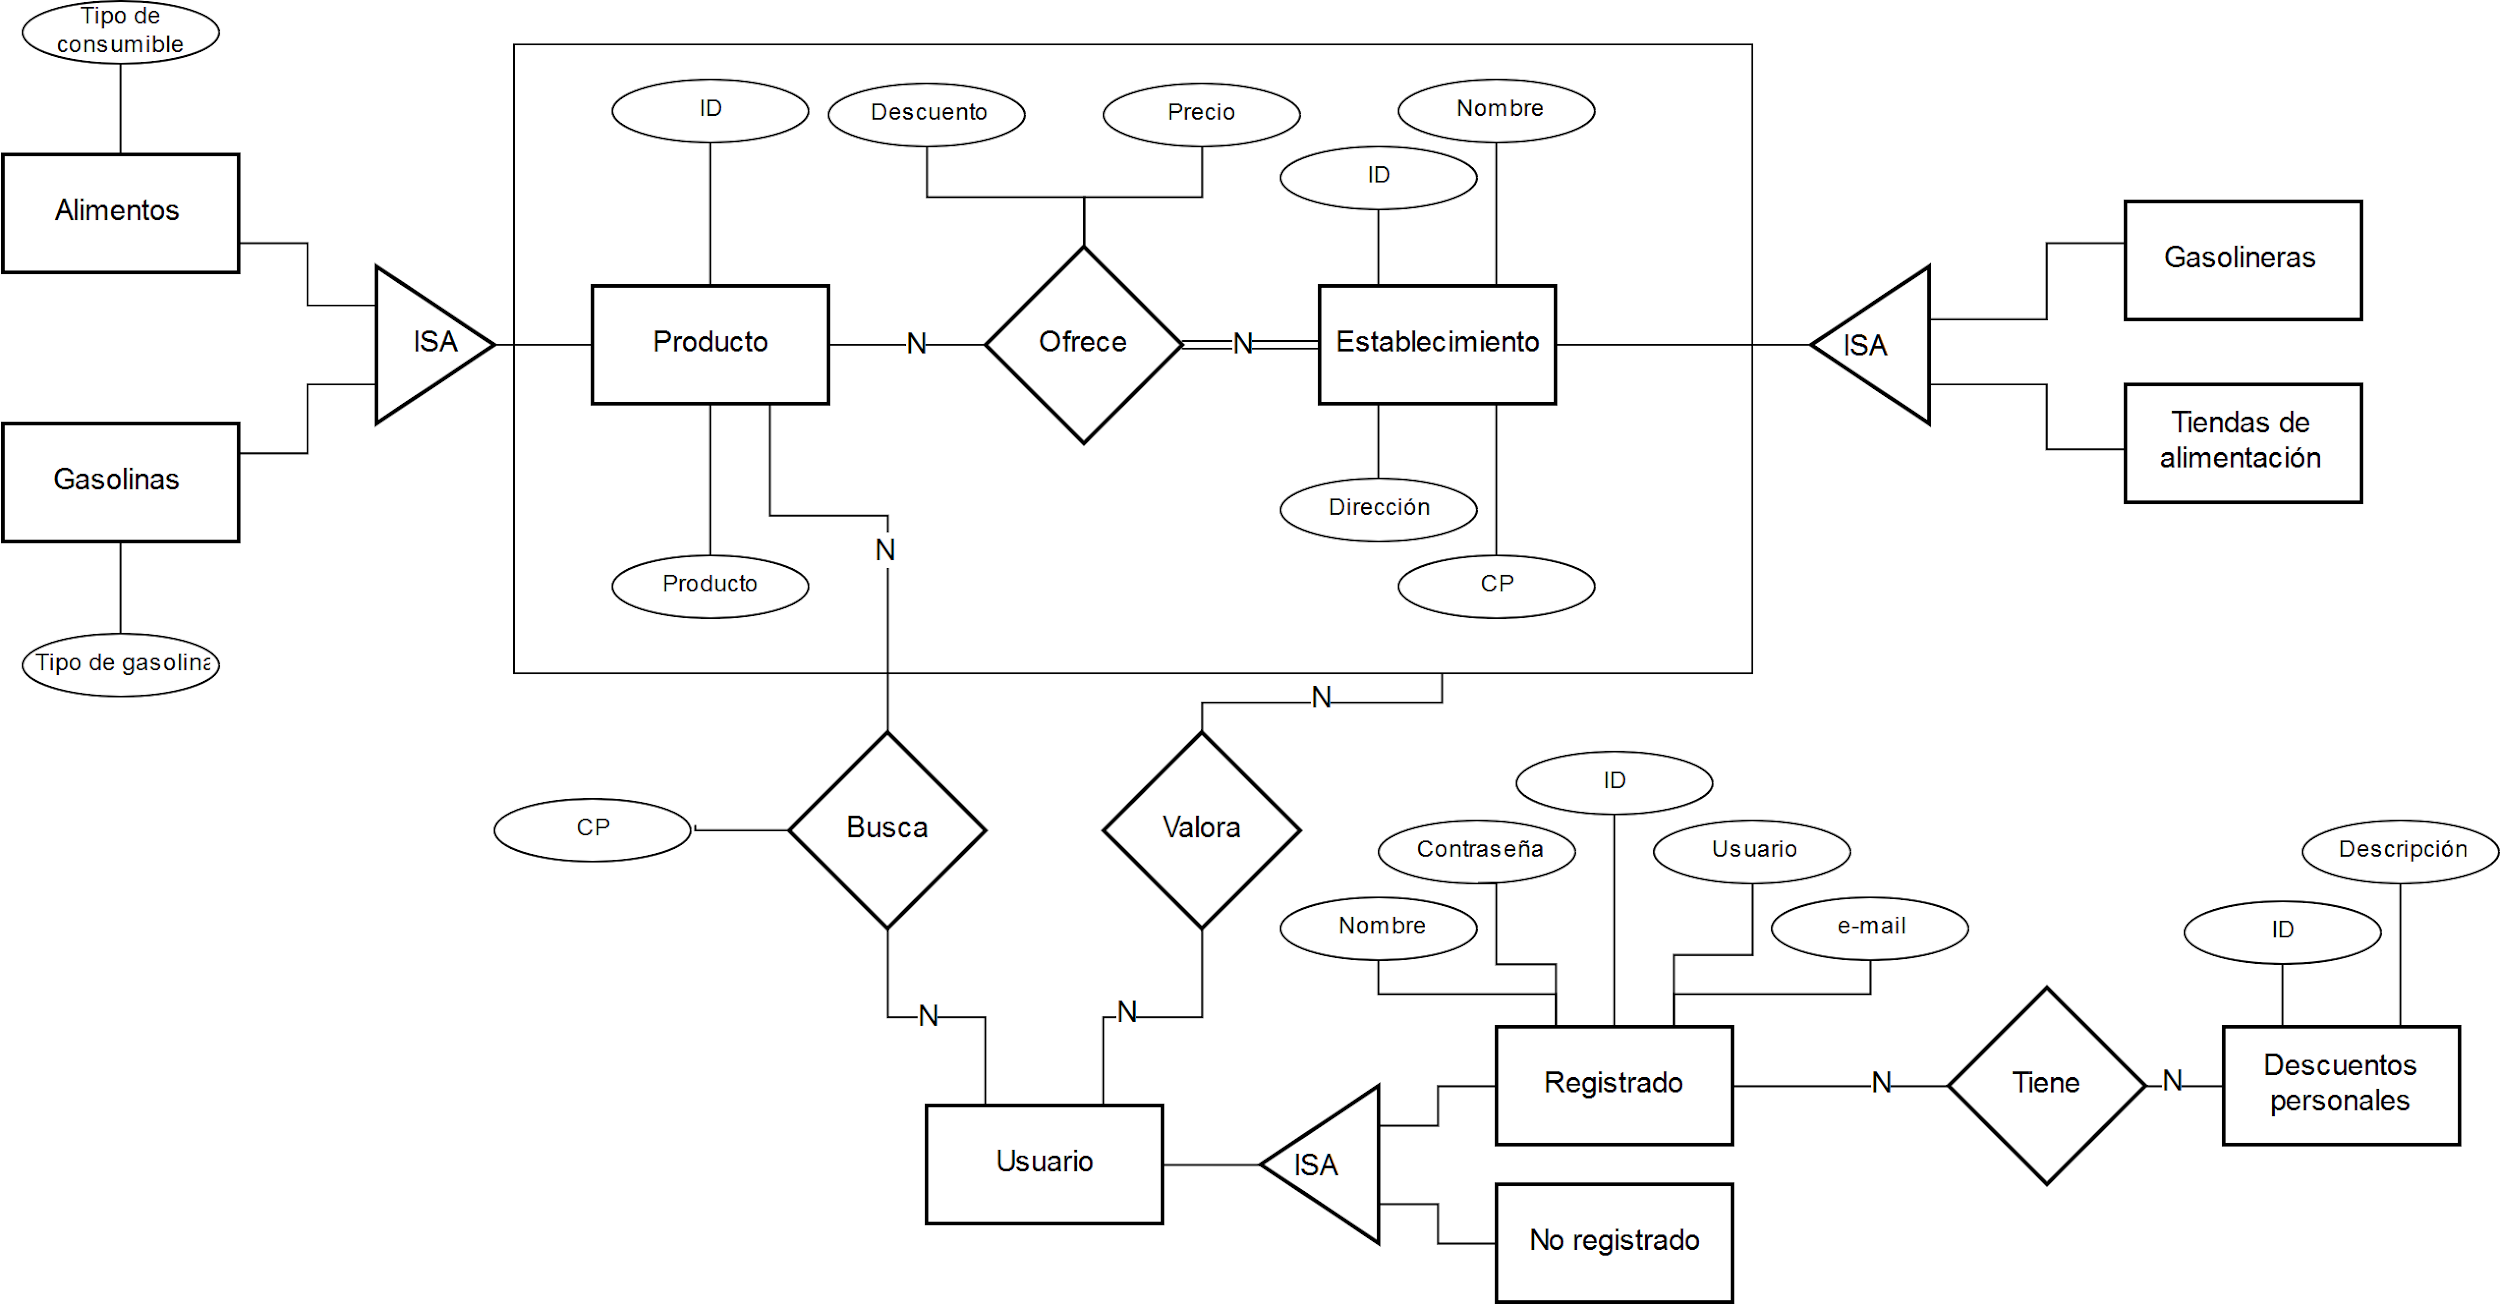 Tipo de
consumible
ID
Descuento
Precio
Nombre
ID
Alimentos
Gasolineras
ISA
Producto
N
Ofrece
N
Establecimiento
ISA
Tiendas de
alimentación
Gasolinas
Dirección
N
Producto
CP
Tipo de gasolina
N
ID
CP
Busca
Valora
Contraseña
Usuario
Descripción
Nombre
e-mail
ID
N
N
Registrado
N
Tiene
N
Descuentos
personales
Usuario
ISA
No registrado